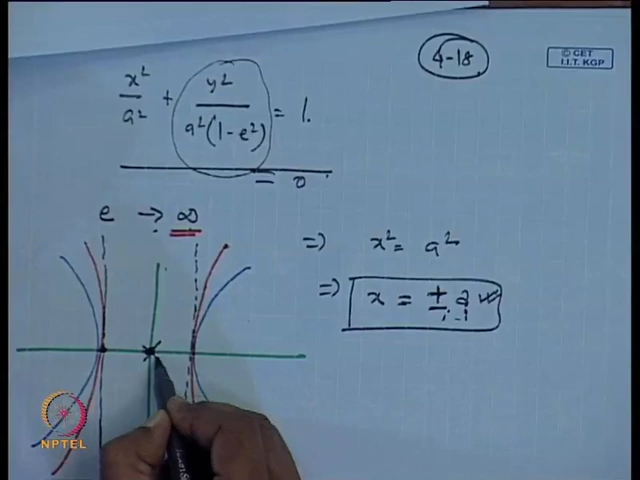 4-18
© CET
I.I.T. KGP
x²/a² + y²/a²(1-e²) = 1.
= 0
e → ∞
⇒ x² = a²
⇒ x = ± a
NPTEL